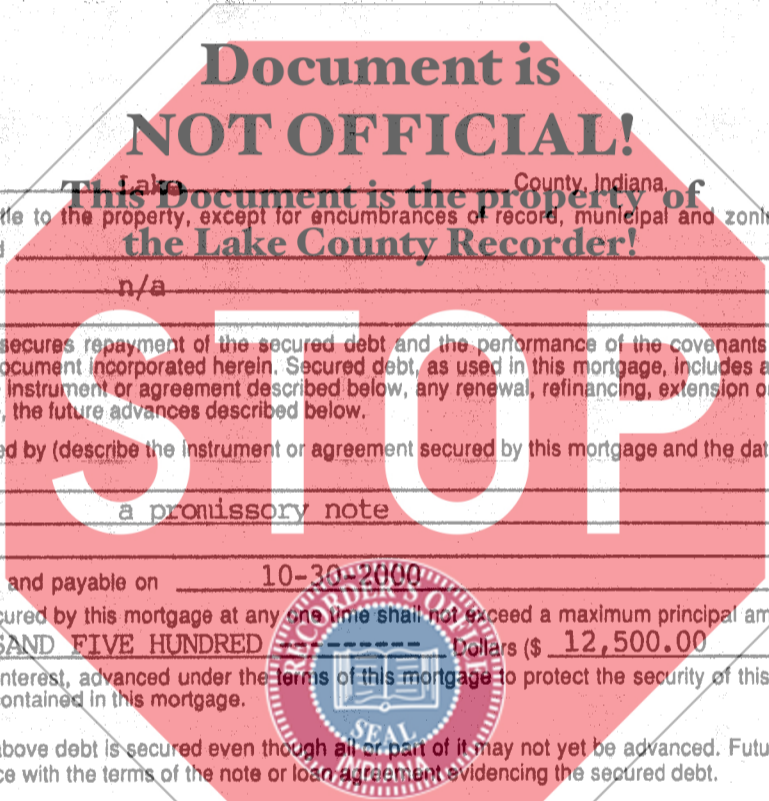 Document is
NOT OFFICIAL!
Lake County, Indiana,
This Document is the property of
tle to the property, except for encumbrances of record, municipal and
the Lake County Recorder!
n/a
secures repayment of the secured debt and the performance of the covenants
ocument incorporated herein. Secured debt, as used in this mortgage, includes a
instrument or agreement described below, any renewal, refinancing, extension o
, the future advances described below.
ed by (describe the instrument or agreement secured by this mortgage and the dat
STOP
a promissory note
and payable on 10-30-2000
cured by this mortgage at any one time shall not exceed a maximum principal am
SAND FIVE HUNDRED --------- Dollars ($ 12,500.00
nterest, advanced under the terms of this mortgage to protect the security of this
ontained in this mortgage.
RECORDER'S OFFICE
SEAL
INDIANA
above debt is secured even though all or part of it may not yet be advanced. Futu
ce with the terms of the note or loan agreement evidencing the secured debt.